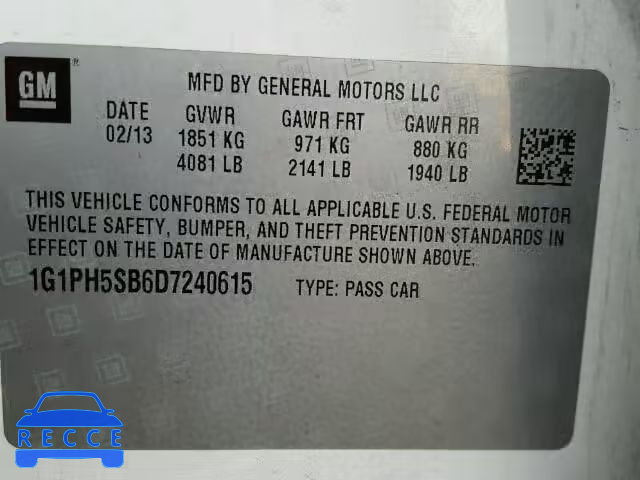 GM
MFD BY GENERAL MOTORS LLC
DATE GVWR GAWR FRT GAWR RR
02/13 1851 KG 971 KG 880 KG
4081 LB 2141 LB 1940 LB
THIS VEHICLE CONFORMS TO ALL APPLICABLE U.S. FEDERAL MOTOR
VEHICLE SAFETY, BUMPER, AND THEFT PREVENTION STANDARDS IN
EFFECT ON THE DATE OF MANUFACTURE SHOWN ABOVE.
1G1PH5SB6D7240615 TYPE: PASS CAR
RECCE